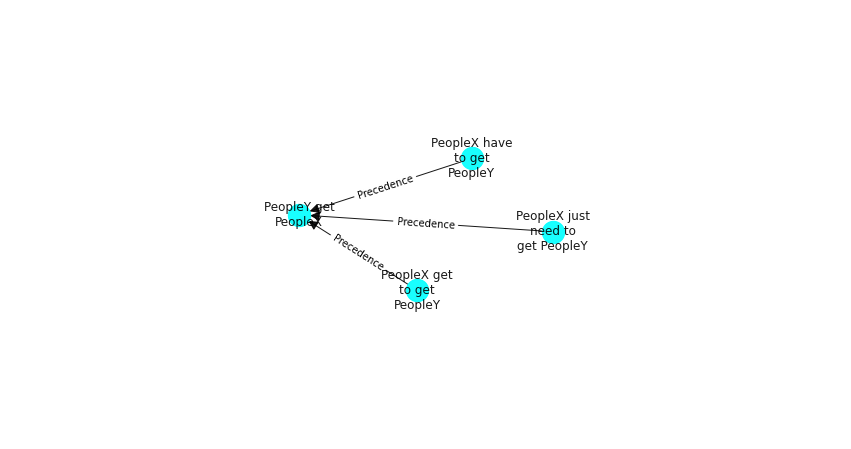 PeopleX have
to get
PeopleY
Precedence
PeopleY get
PeopleX
Precedence
PeopleX just
need to
get PeopleY
Precedence
PeopleX get
to get
PeopleY